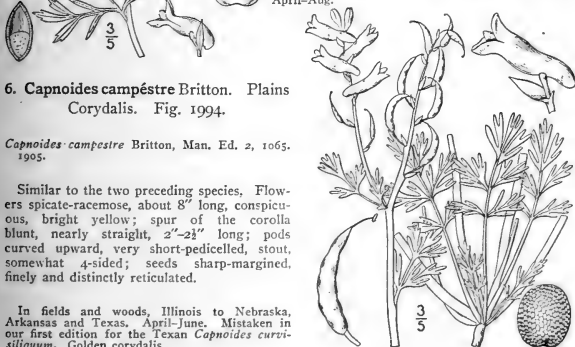 April–Aug.
3/5
6. Capnoides campéstre Britton. Plains
Corydalis. Fig. 1994.
Capnoides campestre Britton, Man. Ed. 2, 1065.
1905.
Similar to the two preceding species, Flow-
ers spicate-racemose, about 8″ long, conspicu-
ous, bright yellow; spur of the corolla
blunt, nearly straight, 2″–2½″ long; pods
curved upward, very short-pedicelled, stout,
somewhat 4-sided; seeds sharp-margined,
finely and distinctly reticulated.
In fields and woods, Illinois to Nebraska,
Arkansas and Texas. April–June. Mistaken in
our first edition for the Texan Capnoides curvi-
siliquum. Golden corydalis.
3/5